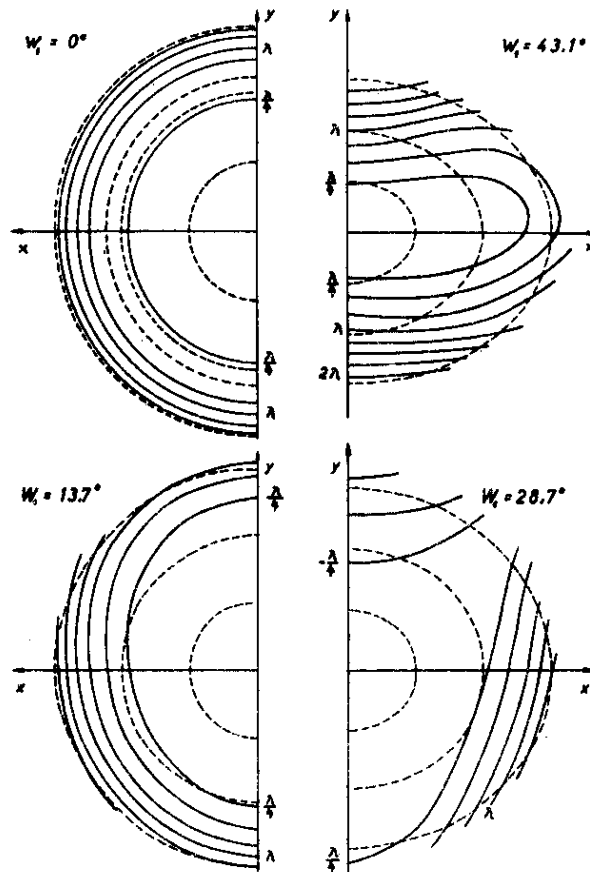 y
y
W₁ = 0°
W₁ = 43.1°
λ
λ/4
λ
λ/4
x
x
λ/4
λ/4
λ
λ
2λ
y
y
W₁ = 13.7°
W₁ = 28.7°
-λ/4
-λ/4
x
x
λ/4
λ
λ
λ/4